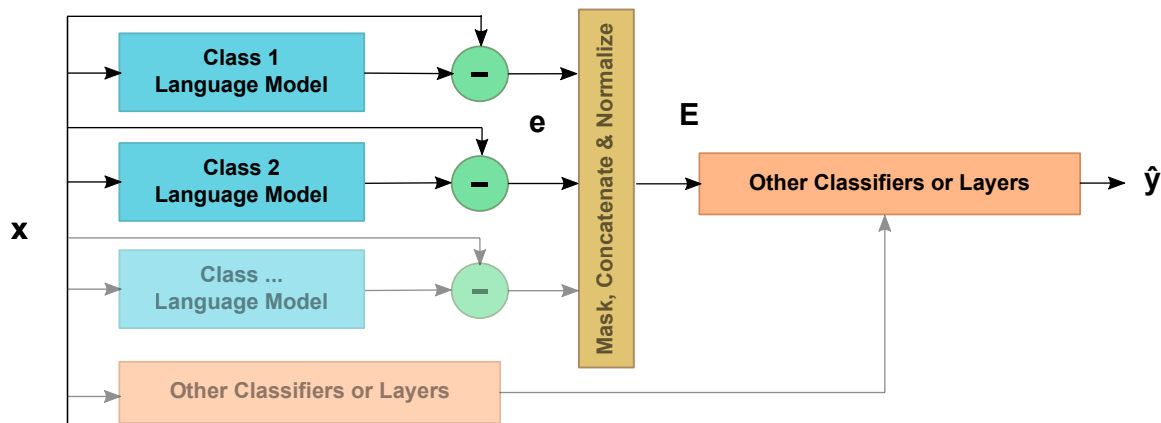 Class 1
Language Model
–
e
Class 2
Language Model
–
x
Class ...
Language Model
–
Other Classifiers or Layers
Mask, Concatenate & Normalize
E
Other Classifiers or Layers
ŷ